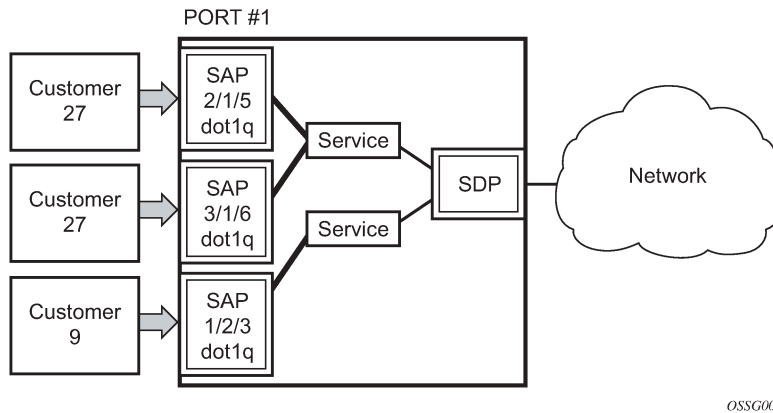 PORT #1
Customer
27
SAP
2/1/5
dot1q
Service
Customer
27
SAP
3/1/6
dot1q
SDP
Network
Service
Customer
9
SAP
1/2/3
dot1q